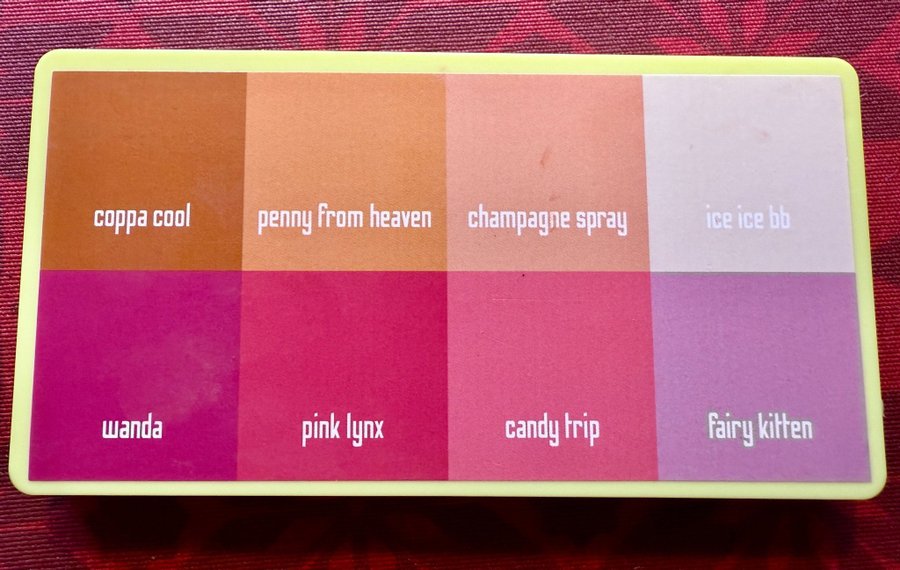 coppa cool
penny from heaven
champagne spray
ice ice bb
wanda
pink lynx
candy trip
fairy kitten